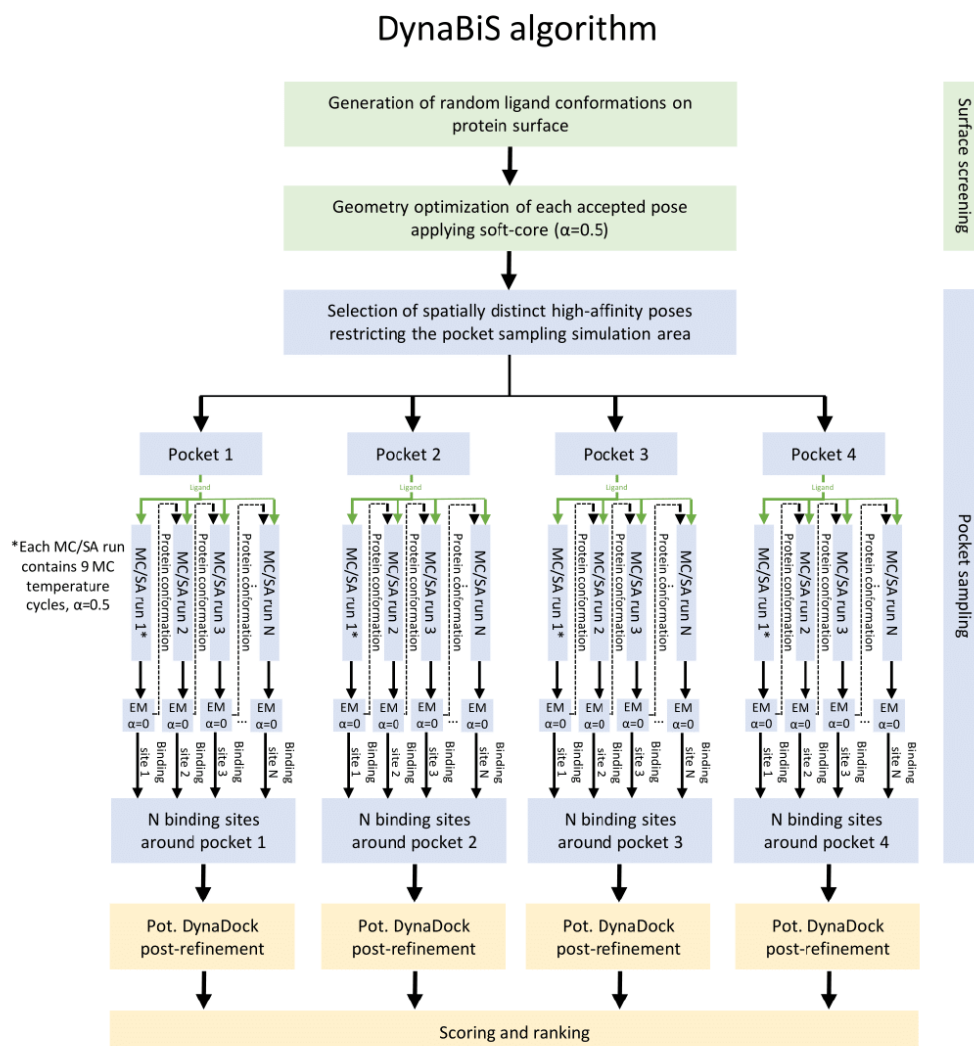 DynaBiS algorithm
Generation of random ligand conformations on
protein surface
Surface screening
Geometry optimization of each accepted pose
applying soft-core (α=0.5)
Selection of spatially distinct high-affinity poses
restricting the pocket sampling simulation area
Pocket sampling
Pocket 1
Pocket 2
Pocket 3
Pocket 4
Ligand
Ligand
Ligand
Ligand
*Each MC/SA run
contains 9 MC
temperature
cycles, α=0.5
MC/SA run 1*
Protein conformation
MC/SA run 2
Protein conformation
MC/SA run 3
Protein conformation
...
MC/SA run N
MC/SA run 1*
Protein conformation
MC/SA run 2
Protein conformation
MC/SA run 3
Protein conformation
...
MC/SA run N
MC/SA run 1*
Protein conformation
MC/SA run 2
Protein conformation
MC/SA run 3
Protein conformation
...
MC/SA run N
MC/SA run 1*
Protein conformation
MC/SA run 2
Protein conformation
MC/SA run 3
Protein conformation
...
MC/SA run N
EM
α=0
EM
α=0
EM
α=0
...
EM
α=0
EM
α=0
EM
α=0
EM
α=0
...
EM
α=0
EM
α=0
EM
α=0
EM
α=0
...
EM
α=0
EM
α=0
EM
α=0
EM
α=0
...
EM
α=0
Binding
site 1
Binding
site 2
Binding
site 3
Binding
site N
Binding
site 1
Binding
site 2
Binding
site 3
Binding
site N
Binding
site 1
Binding
site 2
Binding
site 3
Binding
site N
Binding
site 1
Binding
site 2
Binding
site 3
Binding
site N
N binding sites
around pocket 1
N binding sites
around pocket 2
N binding sites
around pocket 3
N binding sites
around pocket 4
Pot. DynaDock
post-refinement
Pot. DynaDock
post-refinement
Pot. DynaDock
post-refinement
Pot. DynaDock
post-refinement
Scoring and ranking